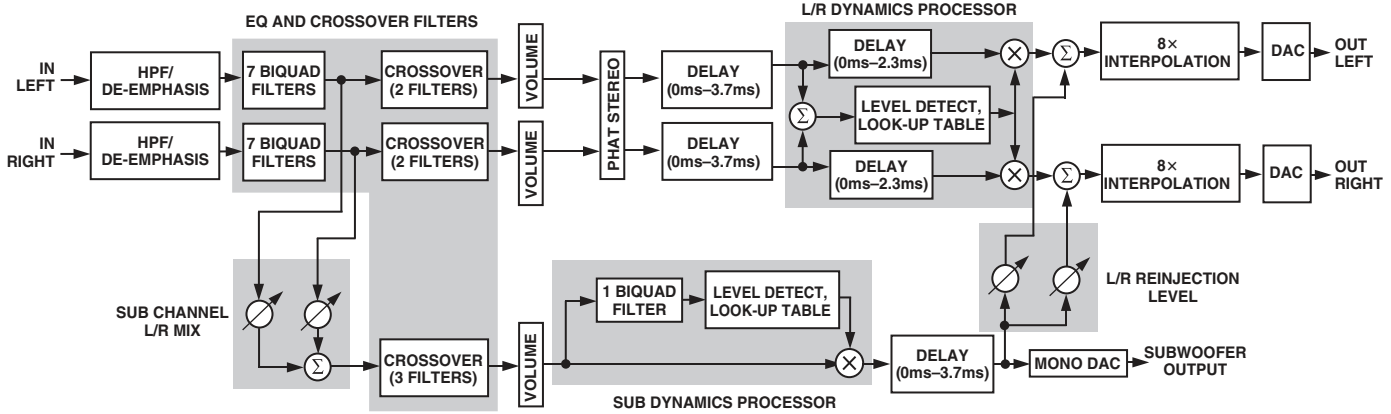 EQ AND CROSSOVER FILTERS
L/R DYNAMICS PROCESSOR
IN
LEFT
HPF/
DE-EMPHASIS
7 BIQUAD
FILTERS
CROSSOVER
(2 FILTERS)
VOLUME
PHAT STEREO
DELAY
(0ms–3.7ms)
DELAY
(0ms–2.3ms)
×
Σ
8×
INTERPOLATION
DAC
OUT
LEFT
Σ
LEVEL DETECT,
LOOK-UP TABLE
IN
RIGHT
HPF/
DE-EMPHASIS
7 BIQUAD
FILTERS
CROSSOVER
(2 FILTERS)
VOLUME
DELAY
(0ms–3.7ms)
DELAY
(0ms–2.3ms)
×
Σ
8×
INTERPOLATION
DAC
OUT
RIGHT
L/R REINJECTION
LEVEL
SUB CHANNEL
L/R MIX
Σ
CROSSOVER
(3 FILTERS)
VOLUME
1 BIQUAD
FILTER
LEVEL DETECT,
LOOK-UP TABLE
×
DELAY
(0ms–3.7ms)
MONO DAC
SUBWOOFER
OUTPUT
SUB DYNAMICS PROCESSOR